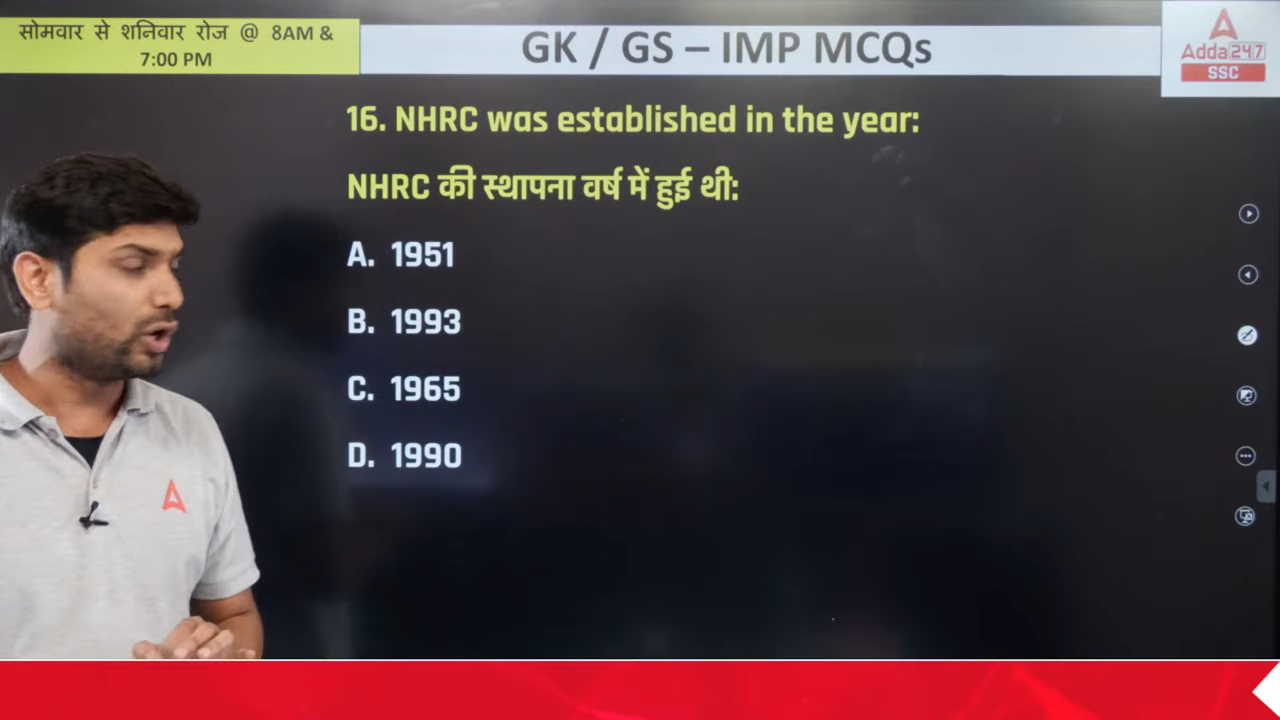 सोमवार से शनिवार रोज @ 8AM &
7:00 PM
GK / GS – IMP MCQs
Adda247
SSC
16. NHRC was established in the year:
NHRC की स्थापना वर्ष में हुई थी:
A. 1951
B. 1993
C. 1965
D. 1990